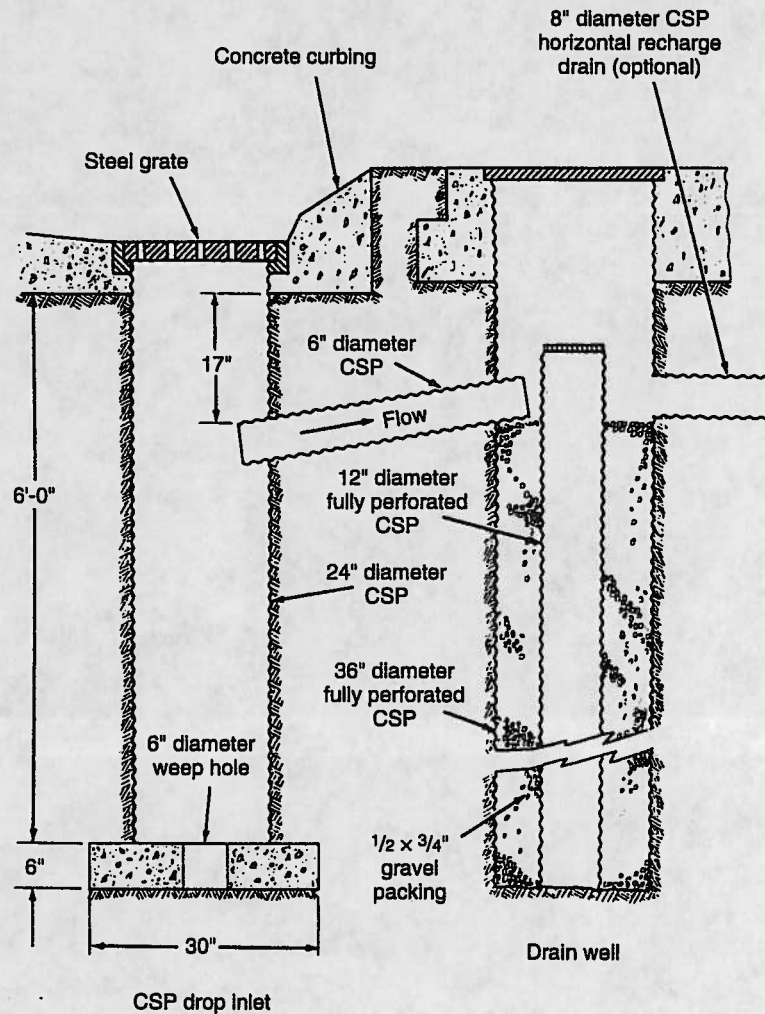 8" diameter CSP
horizontal recharge
drain (optional)
Concrete curbing
Steel grate
17"
6" diameter
CSP
Flow
6'-0"
12" diameter
fully perforated
CSP
24" diameter
CSP
36" diameter
fully perforated
CSP
6" diameter
weep hole
1/2 × 3/4"
gravel
packing
6"
30"
Drain well
CSP drop inlet